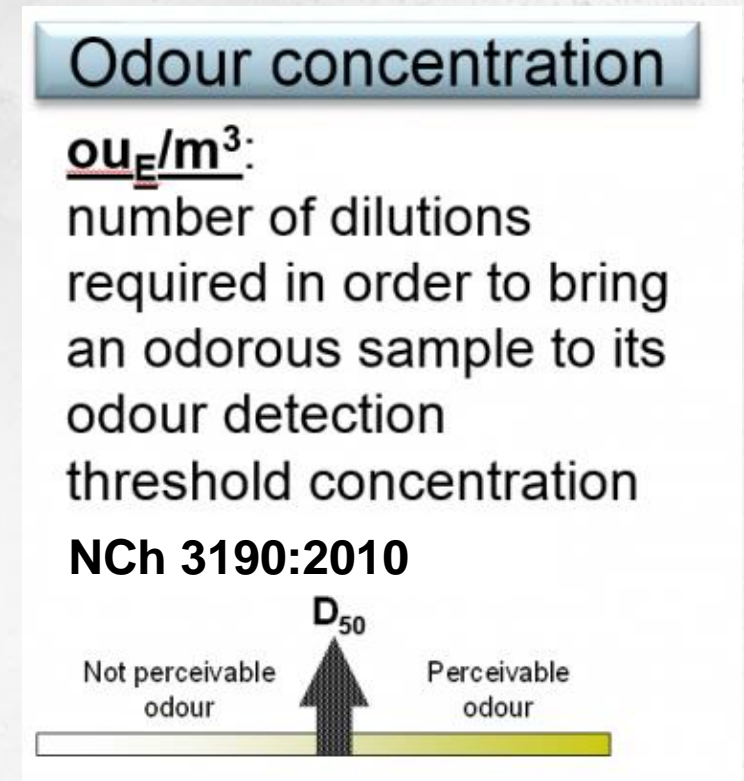 Odour concentration
ouE/m³:
number of dilutions
required in order to bring
an odorous sample to its
odour detection
threshold concentration
NCh 3190:2010
D50
Not perceivable
odour
Perceivable
odour